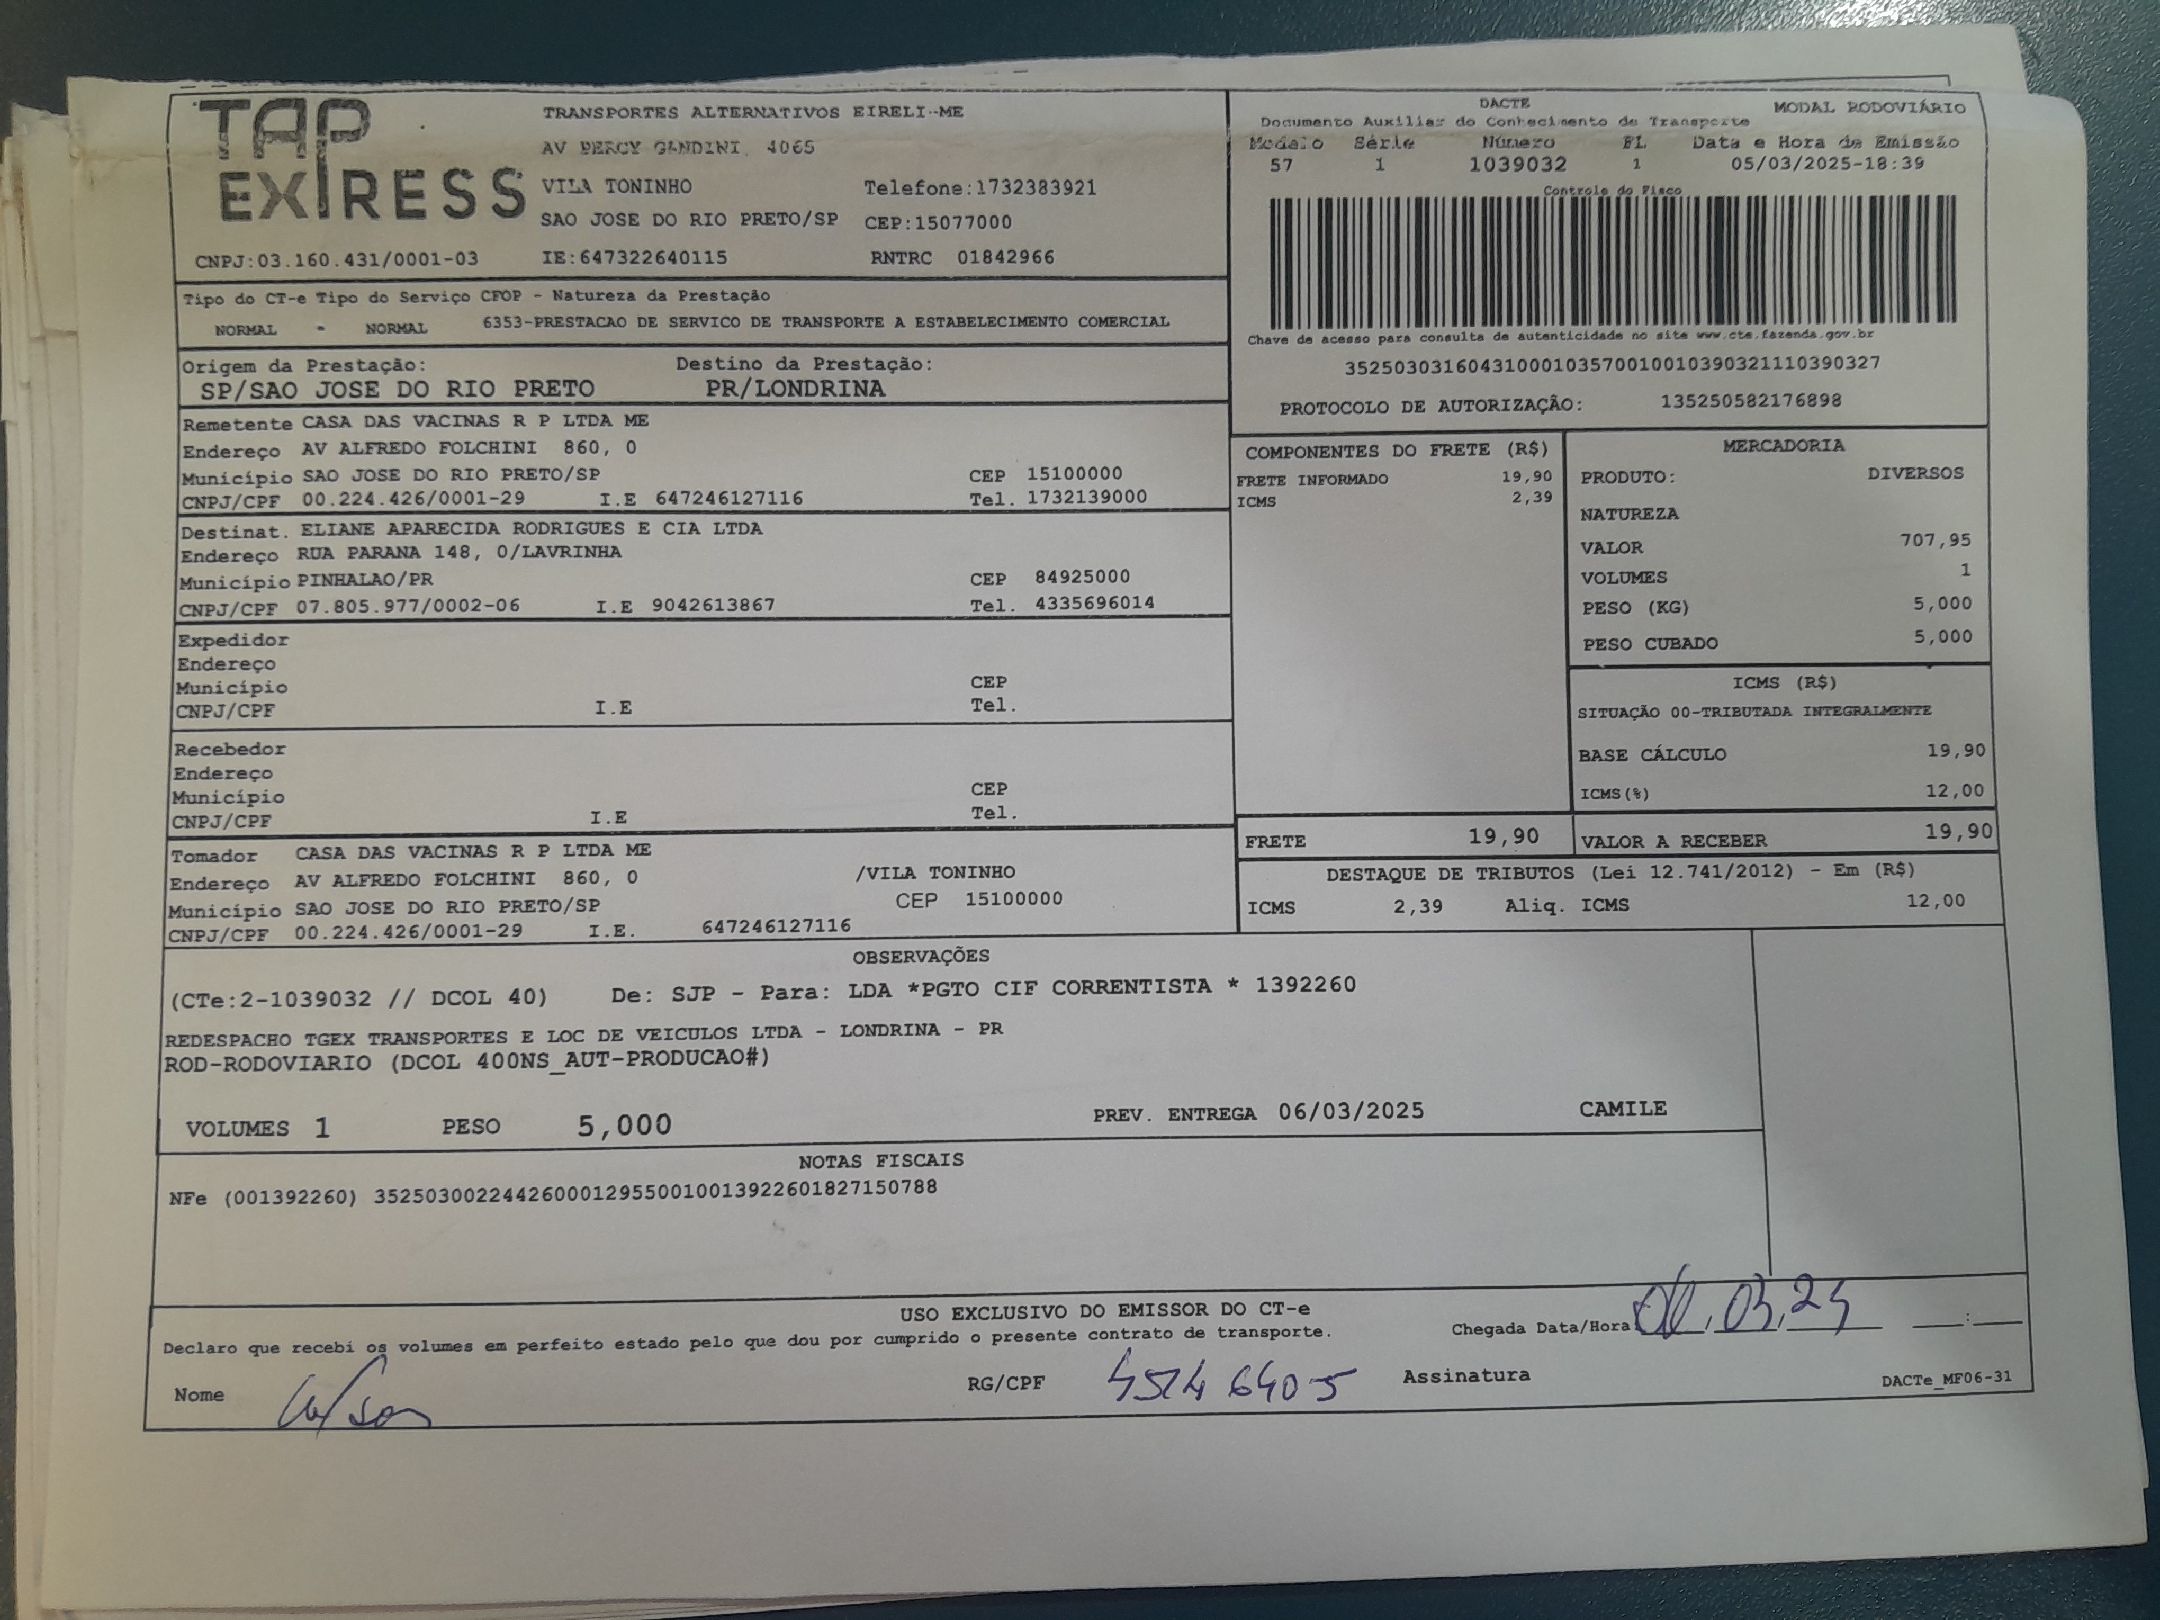 TAP EXPRESS
TRANSPORTES ALTERNATIVOS EIRELI-ME
AV PERCY GANDINI, 4065
VILA TONINHO Telefone:1732383921
SAO JOSE DO RIO PRETO/SP CEP:15077000
CNPJ:03.160.431/0001-03 IE:647322640115 RNTRC 01842966
DACTE MODAL RODOVIÁRIO
Documento Auxiliar do Conhecimento de Transporte
Modelo Série Número FL Data e Hora de Emissão
57 1 1039032 1 05/03/2025-18:39
Controle do Fisco
Chave de acesso para consulta de autenticidade no site www.cte.fazenda.gov.br
35250303160431000103570010010390321110390327
PROTOCOLO DE AUTORIZAÇÃO: 135250582176898
Tipo do CT-e Tipo do Serviço CFOP - Natureza da Prestação
NORMAL - NORMAL 6353-PRESTACAO DE SERVICO DE TRANSPORTE A ESTABELECIMENTO COMERCIAL
Origem da Prestação: Destino da Prestação:
SP/SAO JOSE DO RIO PRETO PR/LONDRINA
Remetente CASA DAS VACINAS R P LTDA ME
Endereço AV ALFREDO FOLCHINI 860, 0
Município SAO JOSE DO RIO PRETO/SP CEP 15100000
CNPJ/CPF 00.224.426/0001-29 I.E 647246127116 Tel. 1732139000
Destinat. ELIANE APARECIDA RODRIGUES E CIA LTDA
Endereço RUA PARANA 148, 0/LAVRINHA
Município PINHALAO/PR CEP 84925000
CNPJ/CPF 07.805.977/0002-06 I.E 9042613867 Tel. 4335696014
Expedidor
Endereço
Município CEP
CNPJ/CPF I.E Tel.
Recebedor
Endereço
Município CEP
CNPJ/CPF I.E Tel.
Tomador CASA DAS VACINAS R P LTDA ME
Endereço AV ALFREDO FOLCHINI 860, 0 /VILA TONINHO
Município SAO JOSE DO RIO PRETO/SP CEP 15100000
CNPJ/CPF 00.224.426/0001-29 I.E. 647246127116
COMPONENTES DO FRETE (R$)
FRETE INFORMADO 19,90
ICMS 2,39
MERCADORIA
PRODUTO: DIVERSOS
NATUREZA
VALOR 707,95
VOLUMES 1
PESO (KG) 5,000
PESO CUBADO 5,000
ICMS (R$)
SITUAÇÃO 00-TRIBUTADA INTEGRALMENTE
BASE CÁLCULO 19,90
ICMS(%) 12,00
FRETE 19,90 VALOR A RECEBER 19,90
DESTAQUE DE TRIBUTOS (Lei 12.741/2012) - Em (R$)
ICMS 2,39 Aliq. ICMS 12,00
OBSERVAÇÕES
(CTe:2-1039032 // DCOL 40) De: SJP - Para: LDA *PGTO CIF CORRENTISTA * 1392260
REDESPACHO TGEX TRANSPORTES E LOC DE VEICULOS LTDA - LONDRINA - PR
ROD-RODOVIARIO (DCOL 400NS_AUT-PRODUCAO#)
VOLUMES 1 PESO 5,000 PREV. ENTREGA 06/03/2025 CAMILE
NOTAS FISCAIS
NFe (001392260) 35250300224426000129550010013922601827150788
USO EXCLUSIVO DO EMISSOR DO CT-e
Declaro que recebi os volumes em perfeito estado pelo que dou por cumprido o presente contrato de transporte. Chegada Data/Hora
Nome RG/CPF Assinatura DACTe_MF06-31